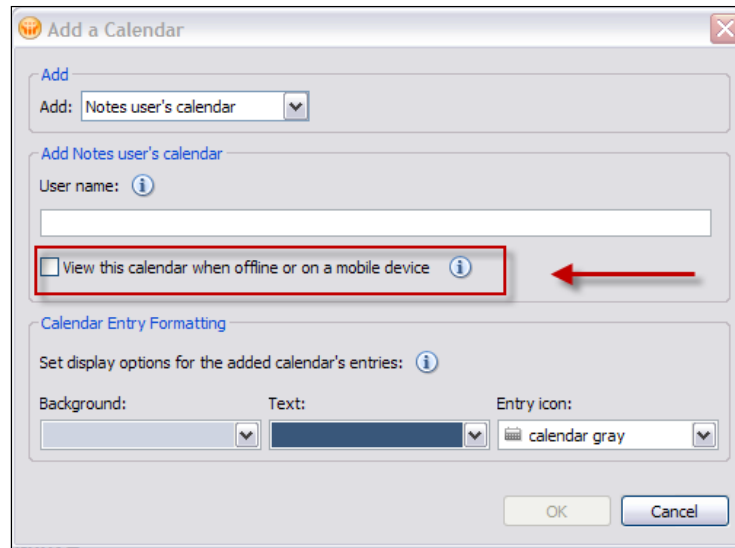 Add a Calendar
Add
Add: Notes user's calendar
Add Notes user's calendar
User name:
View this calendar when offline or on a mobile device
Calendar Entry Formatting
Set display options for the added calendar's entries:
Background: Text: Entry icon:
calendar gray
OK Cancel